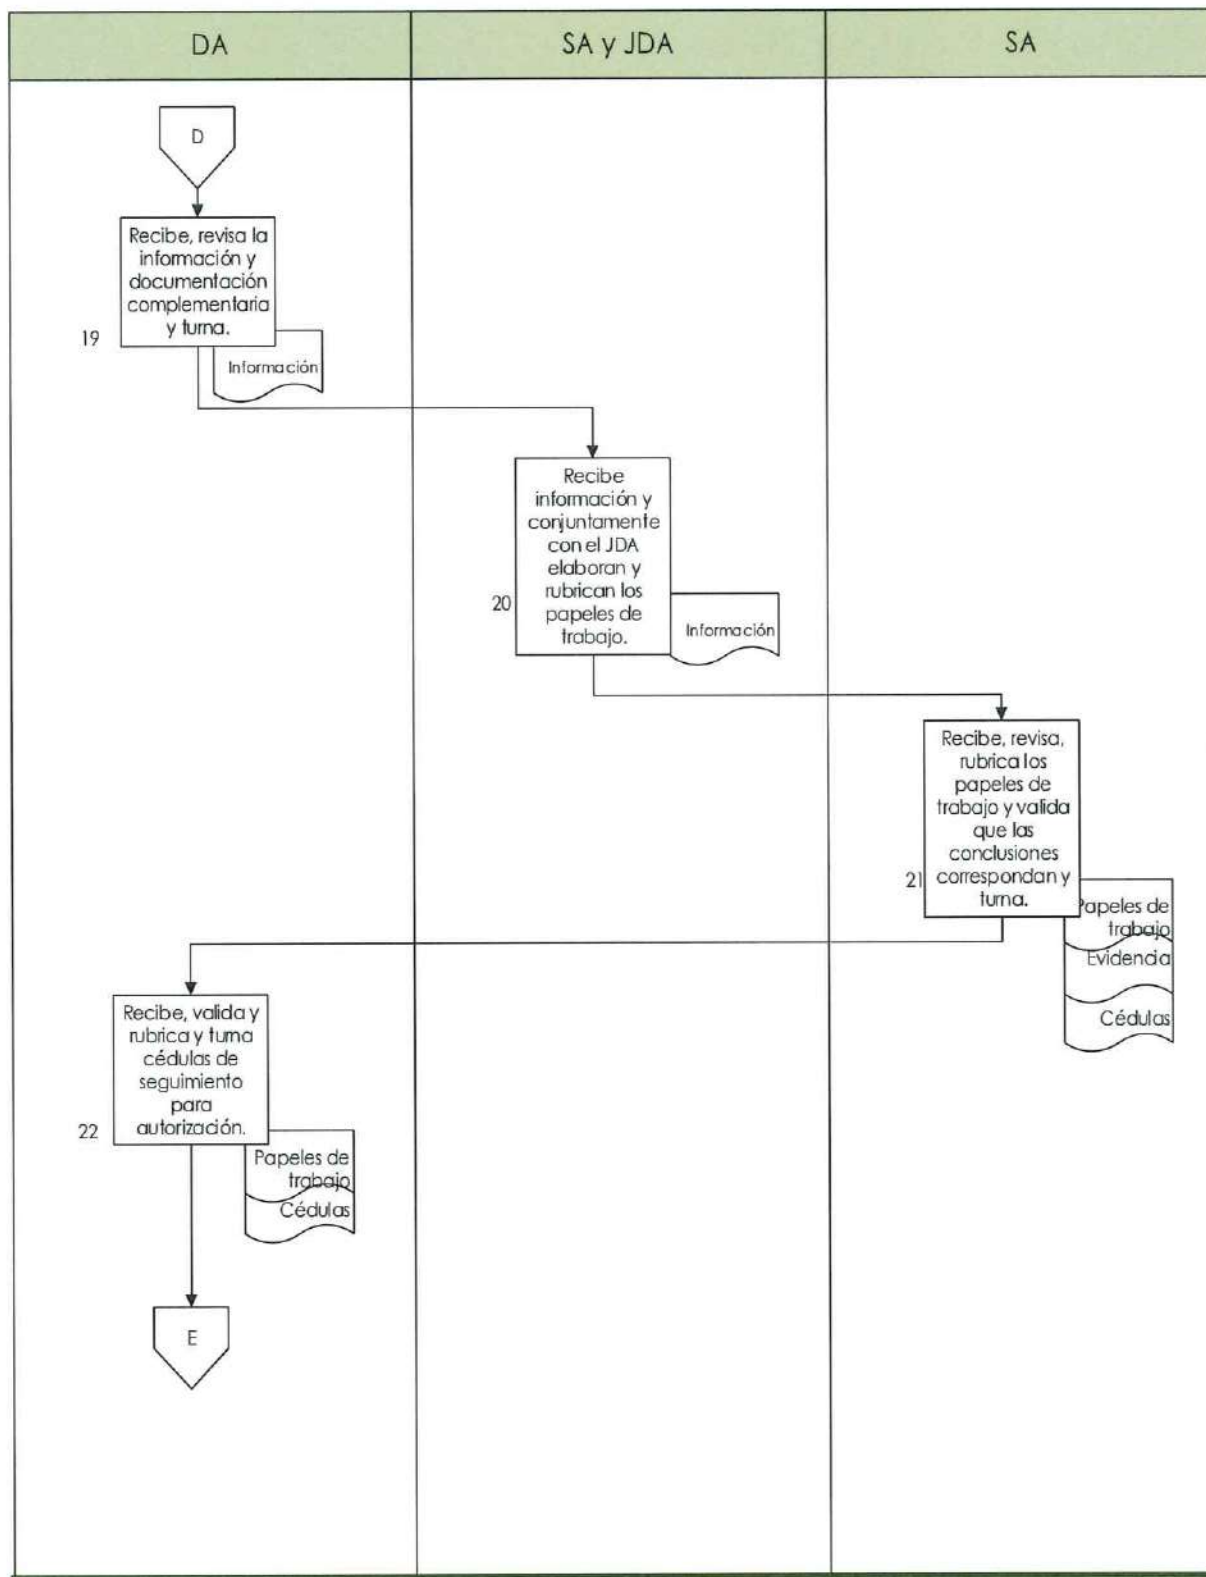 DA
SA y JDA
SA
D
Recibe, revisa la
información y
documentación
complementaria
y turna.
19
Información
Recibe
información y
conjuntamente
con el JDA
elaboran y
rubrican los
papeles de
trabajo.
20
Información
Recibe, revisa,
rubrica los
papeles de
trabajo y valida
que las
conclusiones
correspondan y
turna.
21
Papeles de
trabajo
Evidencia
Cédulas
Recibe, valida y
rubrica y turna
cédulas de
seguimiento
para
autorización.
22
Papeles de
trabajo
Cédulas
E